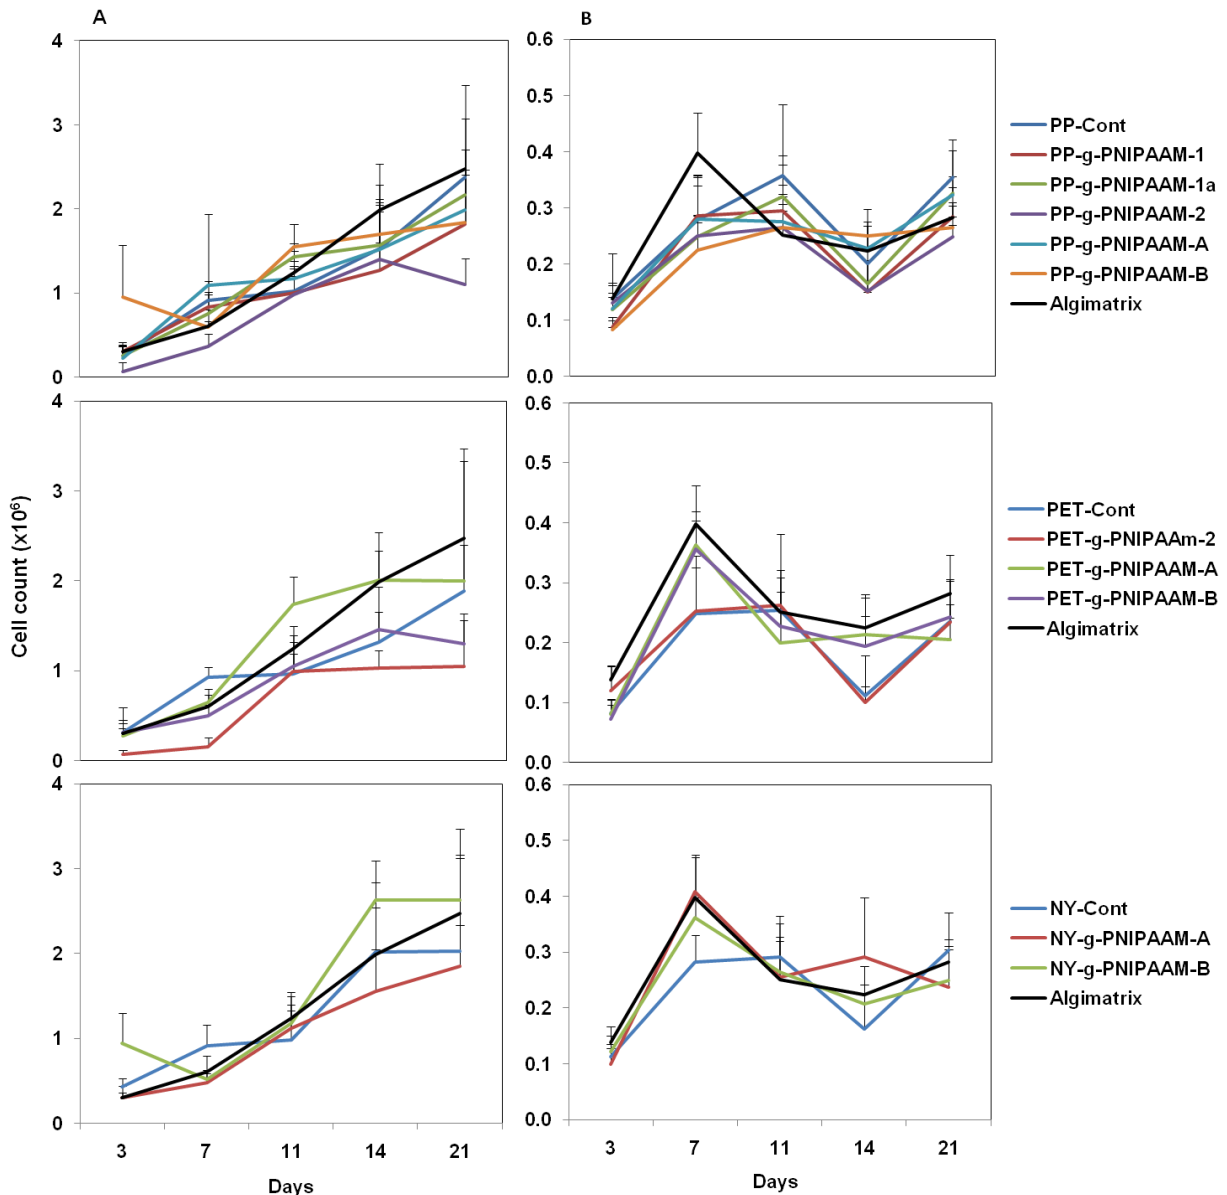 A
B
4
3
2
1
0
0.6
0.5
0.4
0.3
0.2
0.1
0.0
PP-Cont
PP-g-PNIPAAM-1
PP-g-PNIPAAM-1a
PP-g-PNIPAAM-2
PP-g-PNIPAAM-A
PP-g-PNIPAAM-B
Algimatrix
Cell count (x10⁶)
4
3
2
1
0
0.6
0.5
0.4
0.3
0.2
0.1
0.0
PET-Cont
PET-g-PNIPAAm-2
PET-g-PNIPAAM-A
PET-g-PNIPAAM-B
Algimatrix
4
3
2
1
0
3 7 11 14 21
Days
0.6
0.5
0.4
0.3
0.2
0.1
0.0
3 7 11 14 21
Days
NY-Cont
NY-g-PNIPAAM-A
NY-g-PNIPAAM-B
Algimatrix